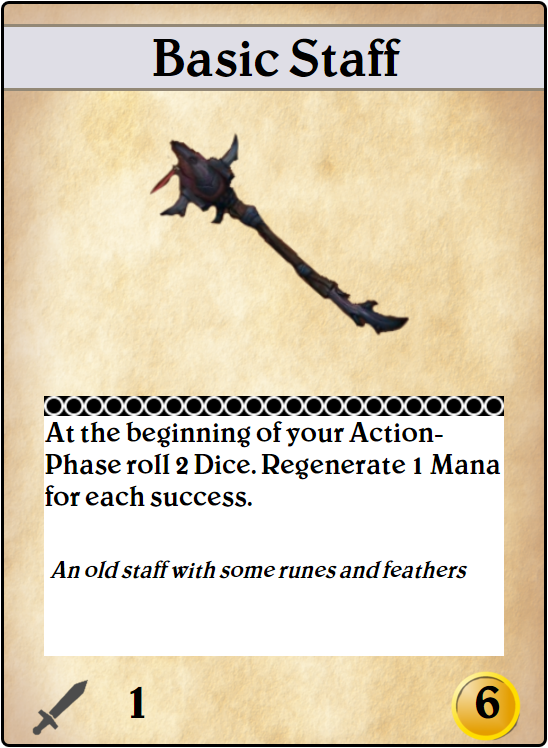 Basic Staff
At the beginning of your Action-
Phase roll 2 Dice. Regenerate 1 Mana
for each success.
An old staff with some runes and feathers
1
6